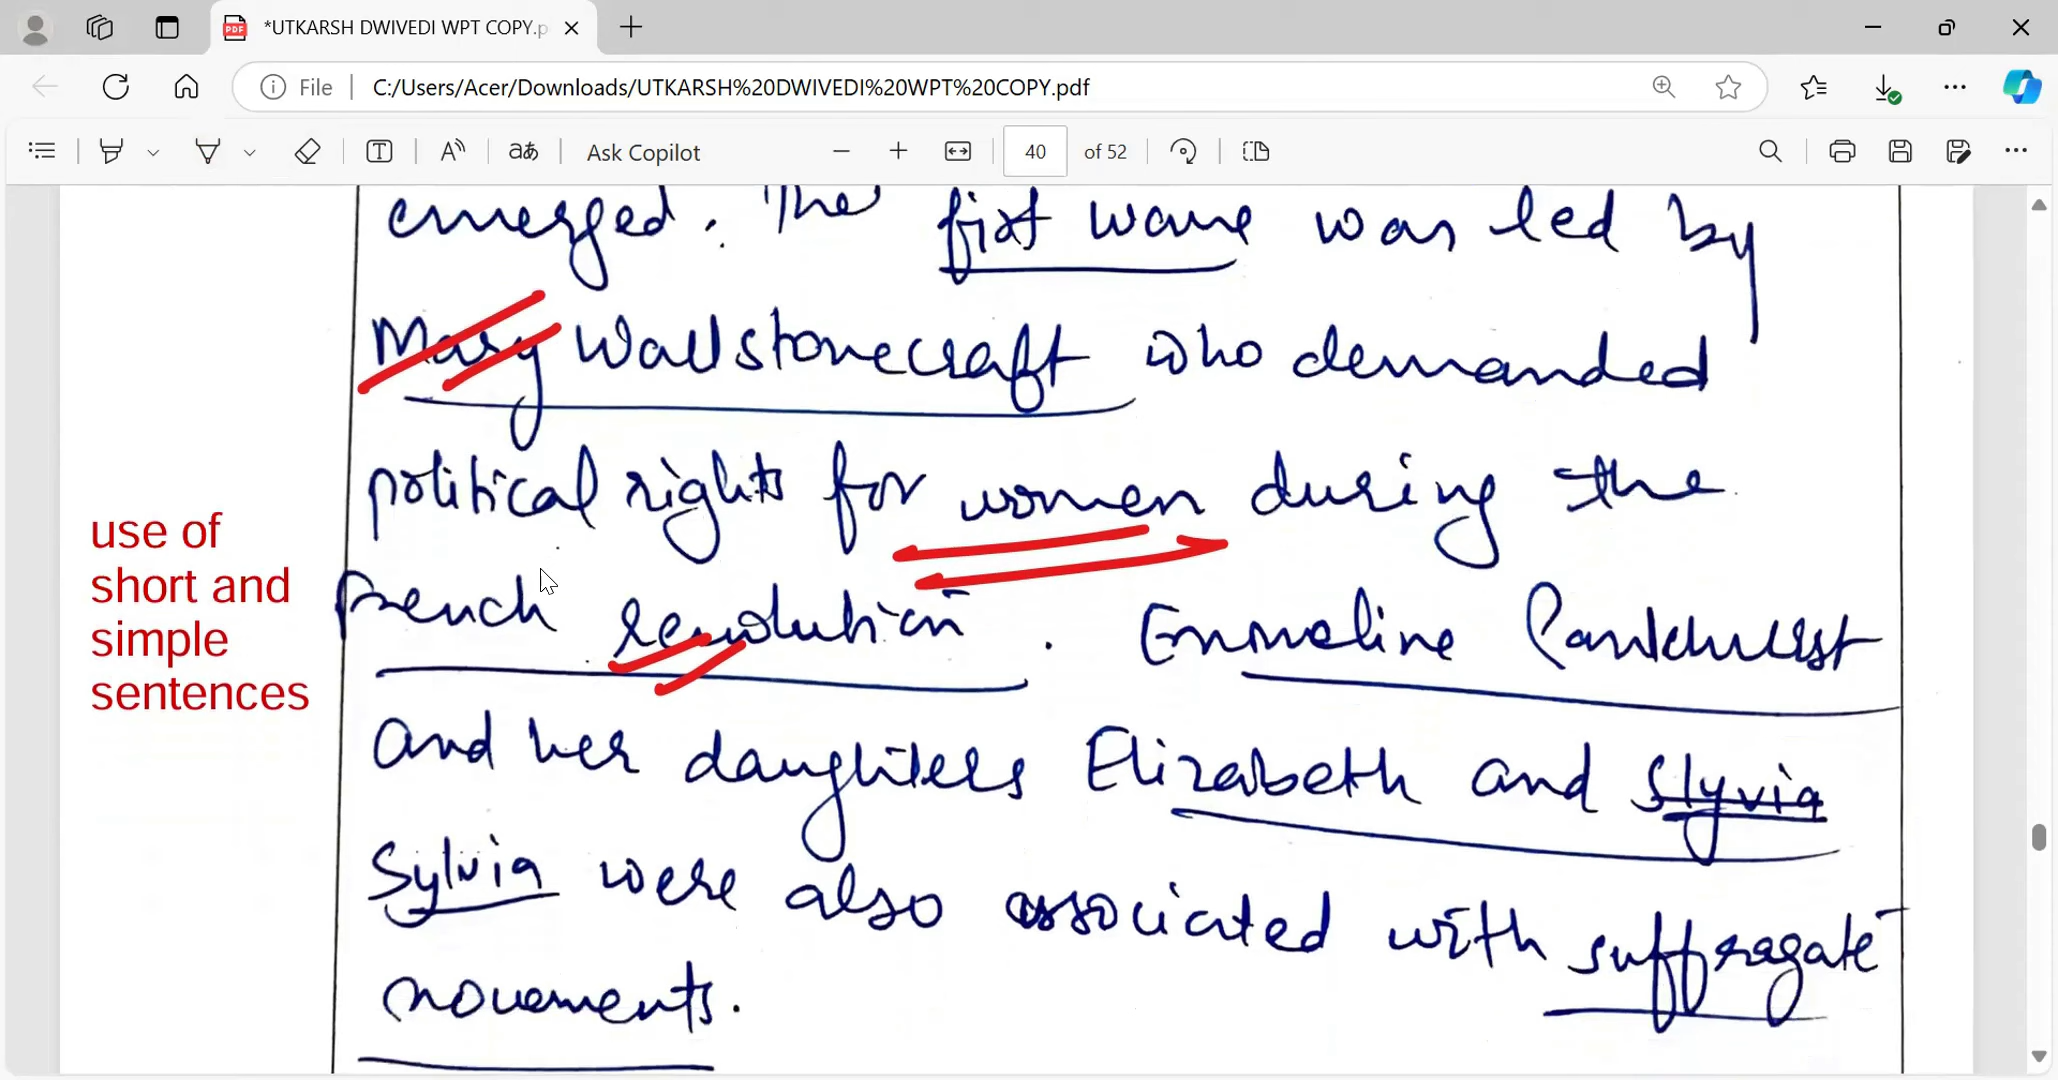 *UTKARSH DWIVEDI WPT COPY.p
File C:/Users/Acer/Downloads/UTKARSH%20DWIVEDI%20WPT%20COPY.pdf
Ask Copilot 40 of 52
emerged. The first wave was led by
Mary Wallstonecraft who demanded
political rights for women during the
French revolution. Emmeline Pankhurst
and her daughters Elizabeth and Slyvia
Sylvia were also associated with suffragate
movements.
use of
short and
simple
sentences